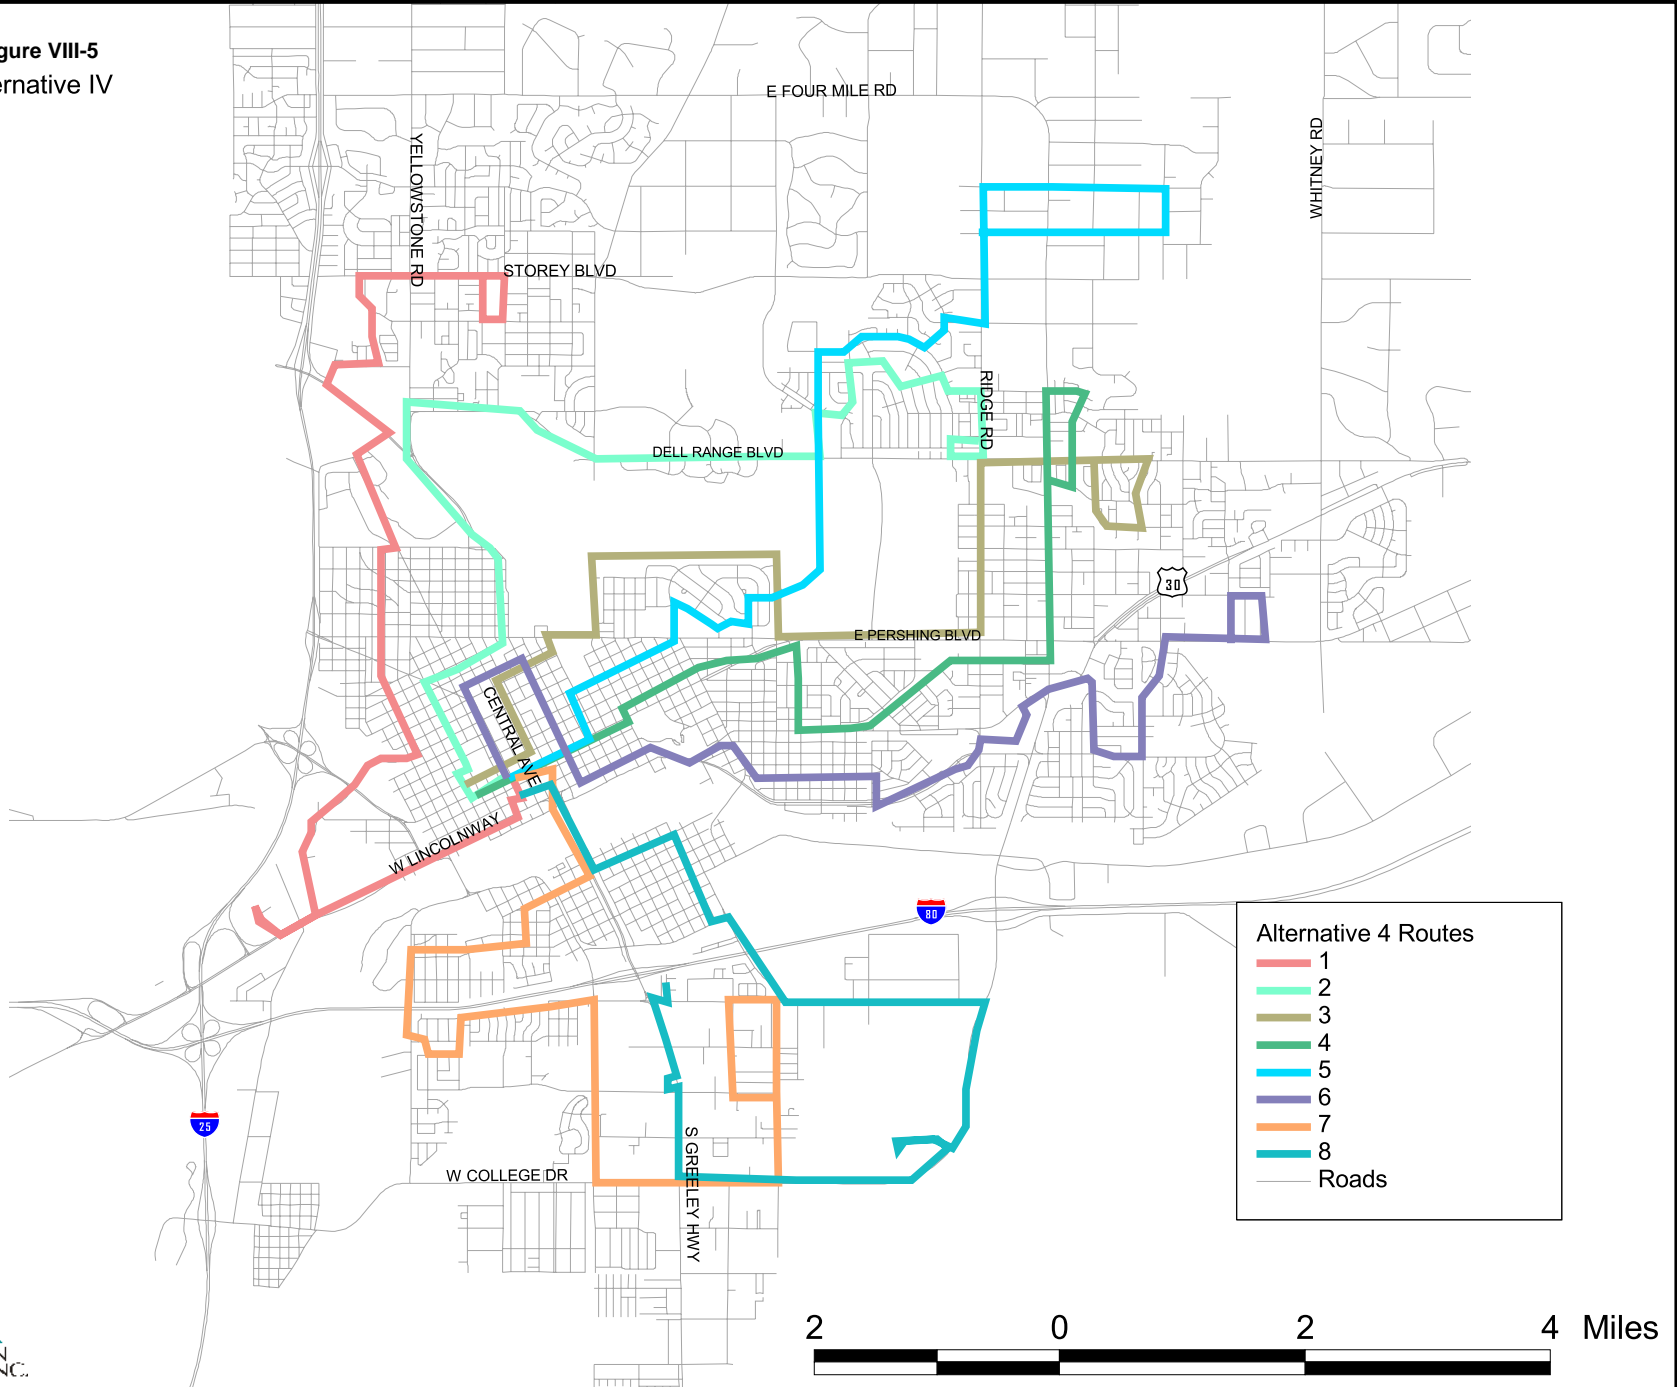 gure VIII-5
ernative IV
E FOUR MILE RD
YELLOWSTONE RD
WHITNEY RD
STOREY BLVD
RIDGE RD
DELL RANGE BLVD
30
E PERSHING BLVD
CENTRAL AVE
W LINCOLNWAY
80
25
W COLLEGE DR
S GREELEY HWY
Alternative 4 Routes
1
2
3
4
5
6
7
8
Roads
2 0 2 4 Miles
N
NC.